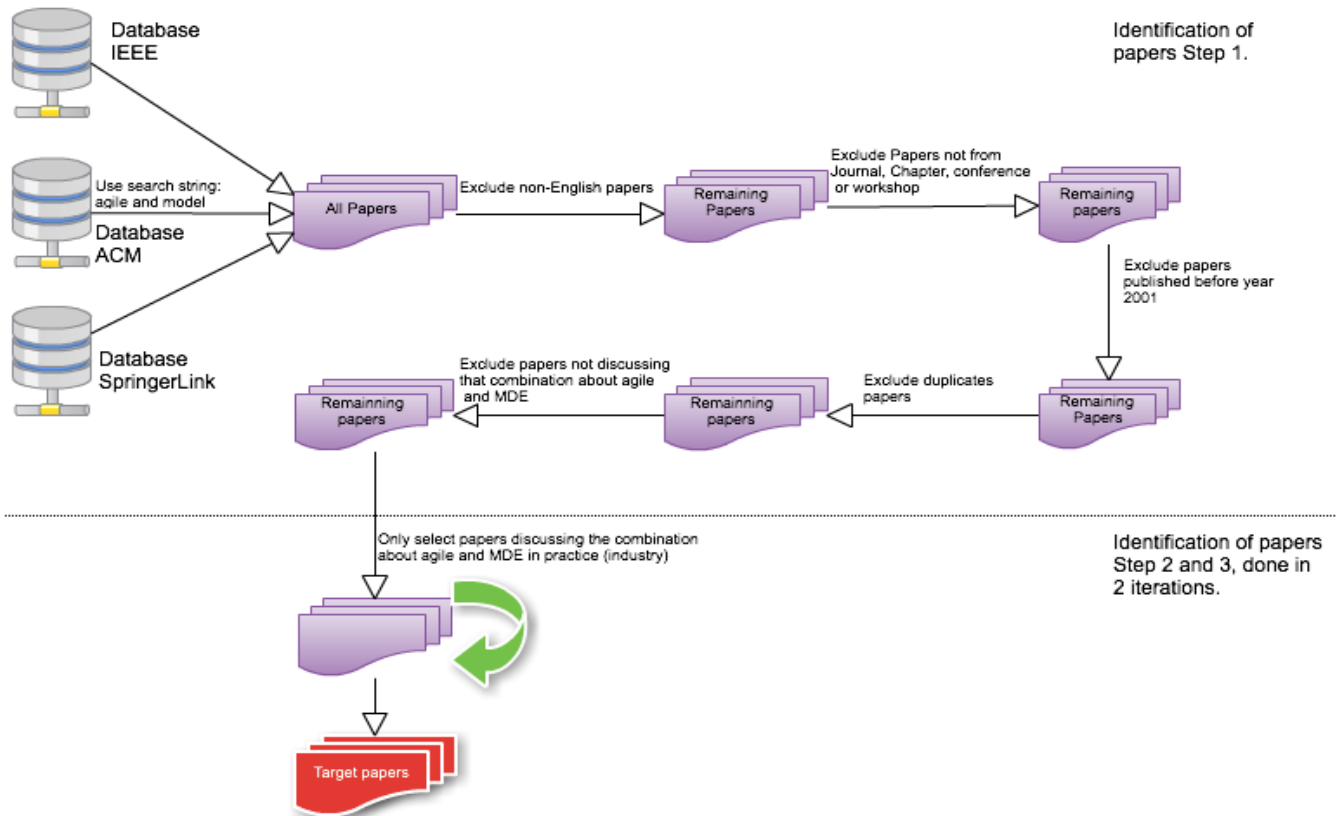 Database
IEEE
Identification of
papers Step 1.
Use search string:
agile and model
Database
ACM
All Papers
Exclude non-English papers
Remaining
Papers
Exclude Papers not from
Journal, Chapter, conference
or workshop
Remaining
papers
Exclude papers
published before year
2001
Database
SpringerLink
Remaining
Papers
Exclude duplicates
papers
Remainning
papers
Exclude papers not discussing
that combination about agile
and MDE
Remainning
papers
Only select papers discussing the combination
about agile and MDE in practice (industry)
Identification of papers
Step 2 and 3, done in
2 iterations.
Target papers